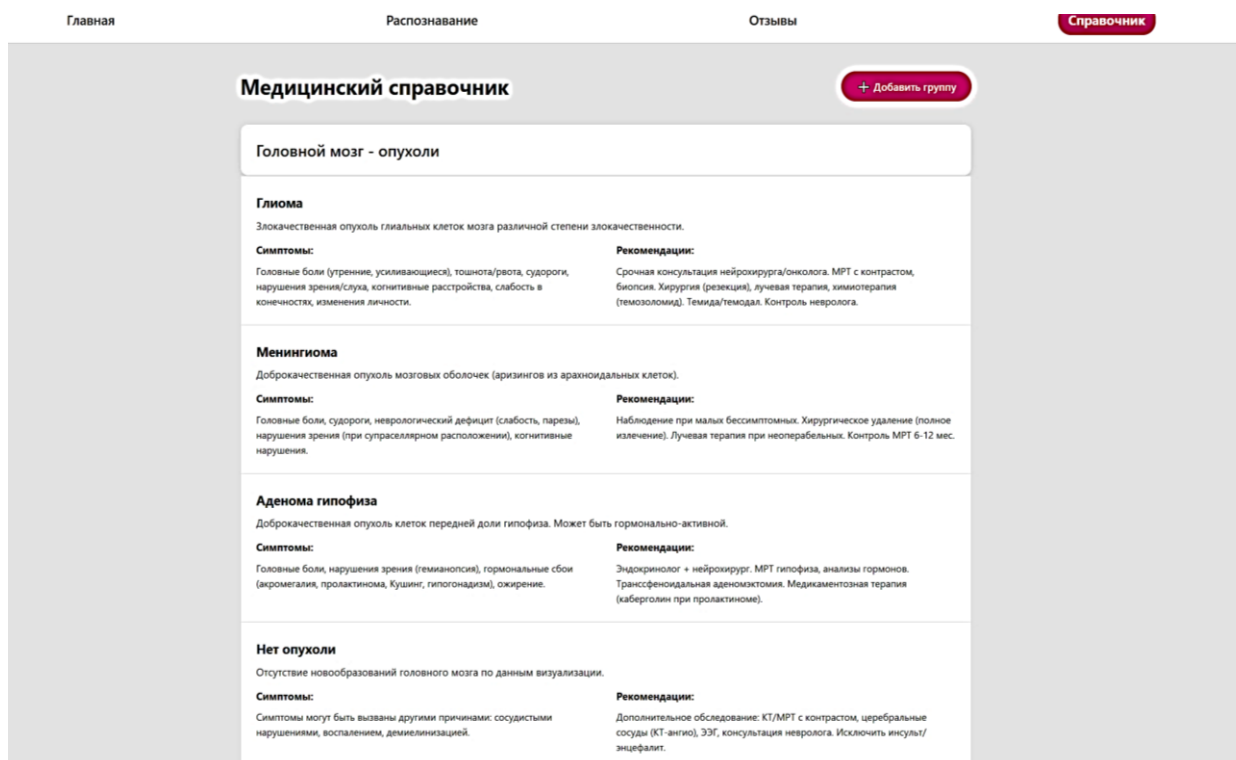 Главная Распознавание Отзывы Справочник
Медицинский справочник
+ Добавить группу
Головной мозг - опухоли
Глиома
Злокачественная опухоль глиальных клеток мозга различной степени злокачественности.
Симптомы:
Головные боли (утренние, усиливающиеся), тошнота/рвота, судороги,
нарушения зрения/слуха, когнитивные расстройства, слабость в
конечностях, изменения личности.
Рекомендации:
Срочная консультация нейрохирурга/онколога. МРТ с контрастом,
биопсия. Хирургия (резекция), лучевая терапия, химиотерапия
(темозоломид). Темида/темодал. Контроль невролога.
Менингиома
Доброкачественная опухоль мозговых оболочек (аризингов из арахноидальных клеток).
Симптомы:
Головные боли, судороги, неврологический дефицит (слабость, парезы),
нарушения зрения (при супраселлярном расположении), когнитивные
нарушения.
Рекомендации:
Наблюдение при малых бессимптомных. Хирургическое удаление (полное
излечение). Лучевая терапия при неоперабельных. Контроль МРТ 6-12 мес.
Аденома гипофиза
Доброкачественная опухоль клеток передней доли гипофиза. Может быть гормонально-активной.
Симптомы:
Головные боли, нарушения зрения (гемианопсия), гормональные сбои
(акромегалия, пролактинома, Кушинг, гипогонадизм), ожирение.
Рекомендации:
Эндокринолог + нейрохирург. МРТ гипофиза, анализы гормонов.
Транссфеноидальная аденомэктомия. Медикаментозная терапия
(каберголин при пролактиноме).
Нет опухоли
Отсутствие новообразований головного мозга по данным визуализации.
Симптомы:
Симптомы могут быть вызваны другими причинами: сосудистыми
нарушениями, воспалением, демиелинизацией.
Рекомендации:
Дополнительное обследование: КТ/МРТ с контрастом, церебральные
сосуды (КТ-ангио), ЭЭГ, консультация невролога. Исключить инсульт/
энцефалит.